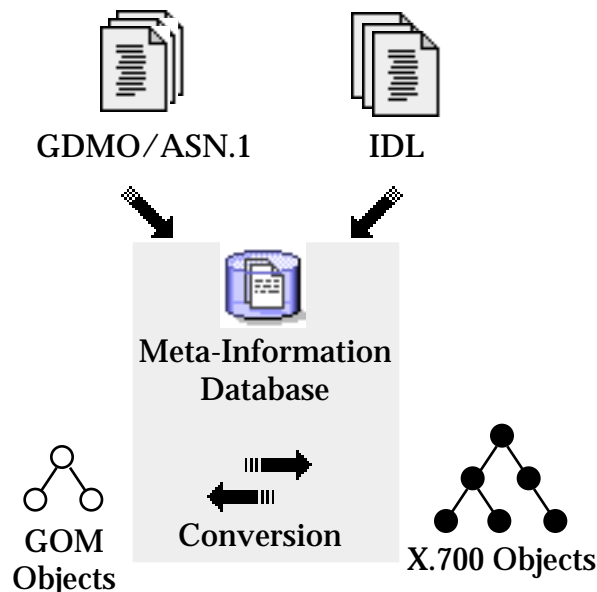 GDMO/ASN.1
IDL
Meta-Information
Database
Conversion
GOM
Objects
X.700 Objects